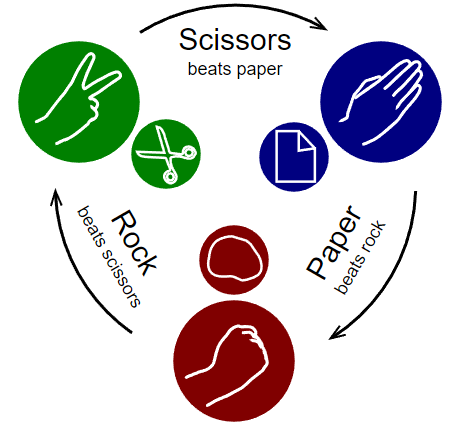 Scissors
beats paper
Paper
beats rock
Rock
beats scissors